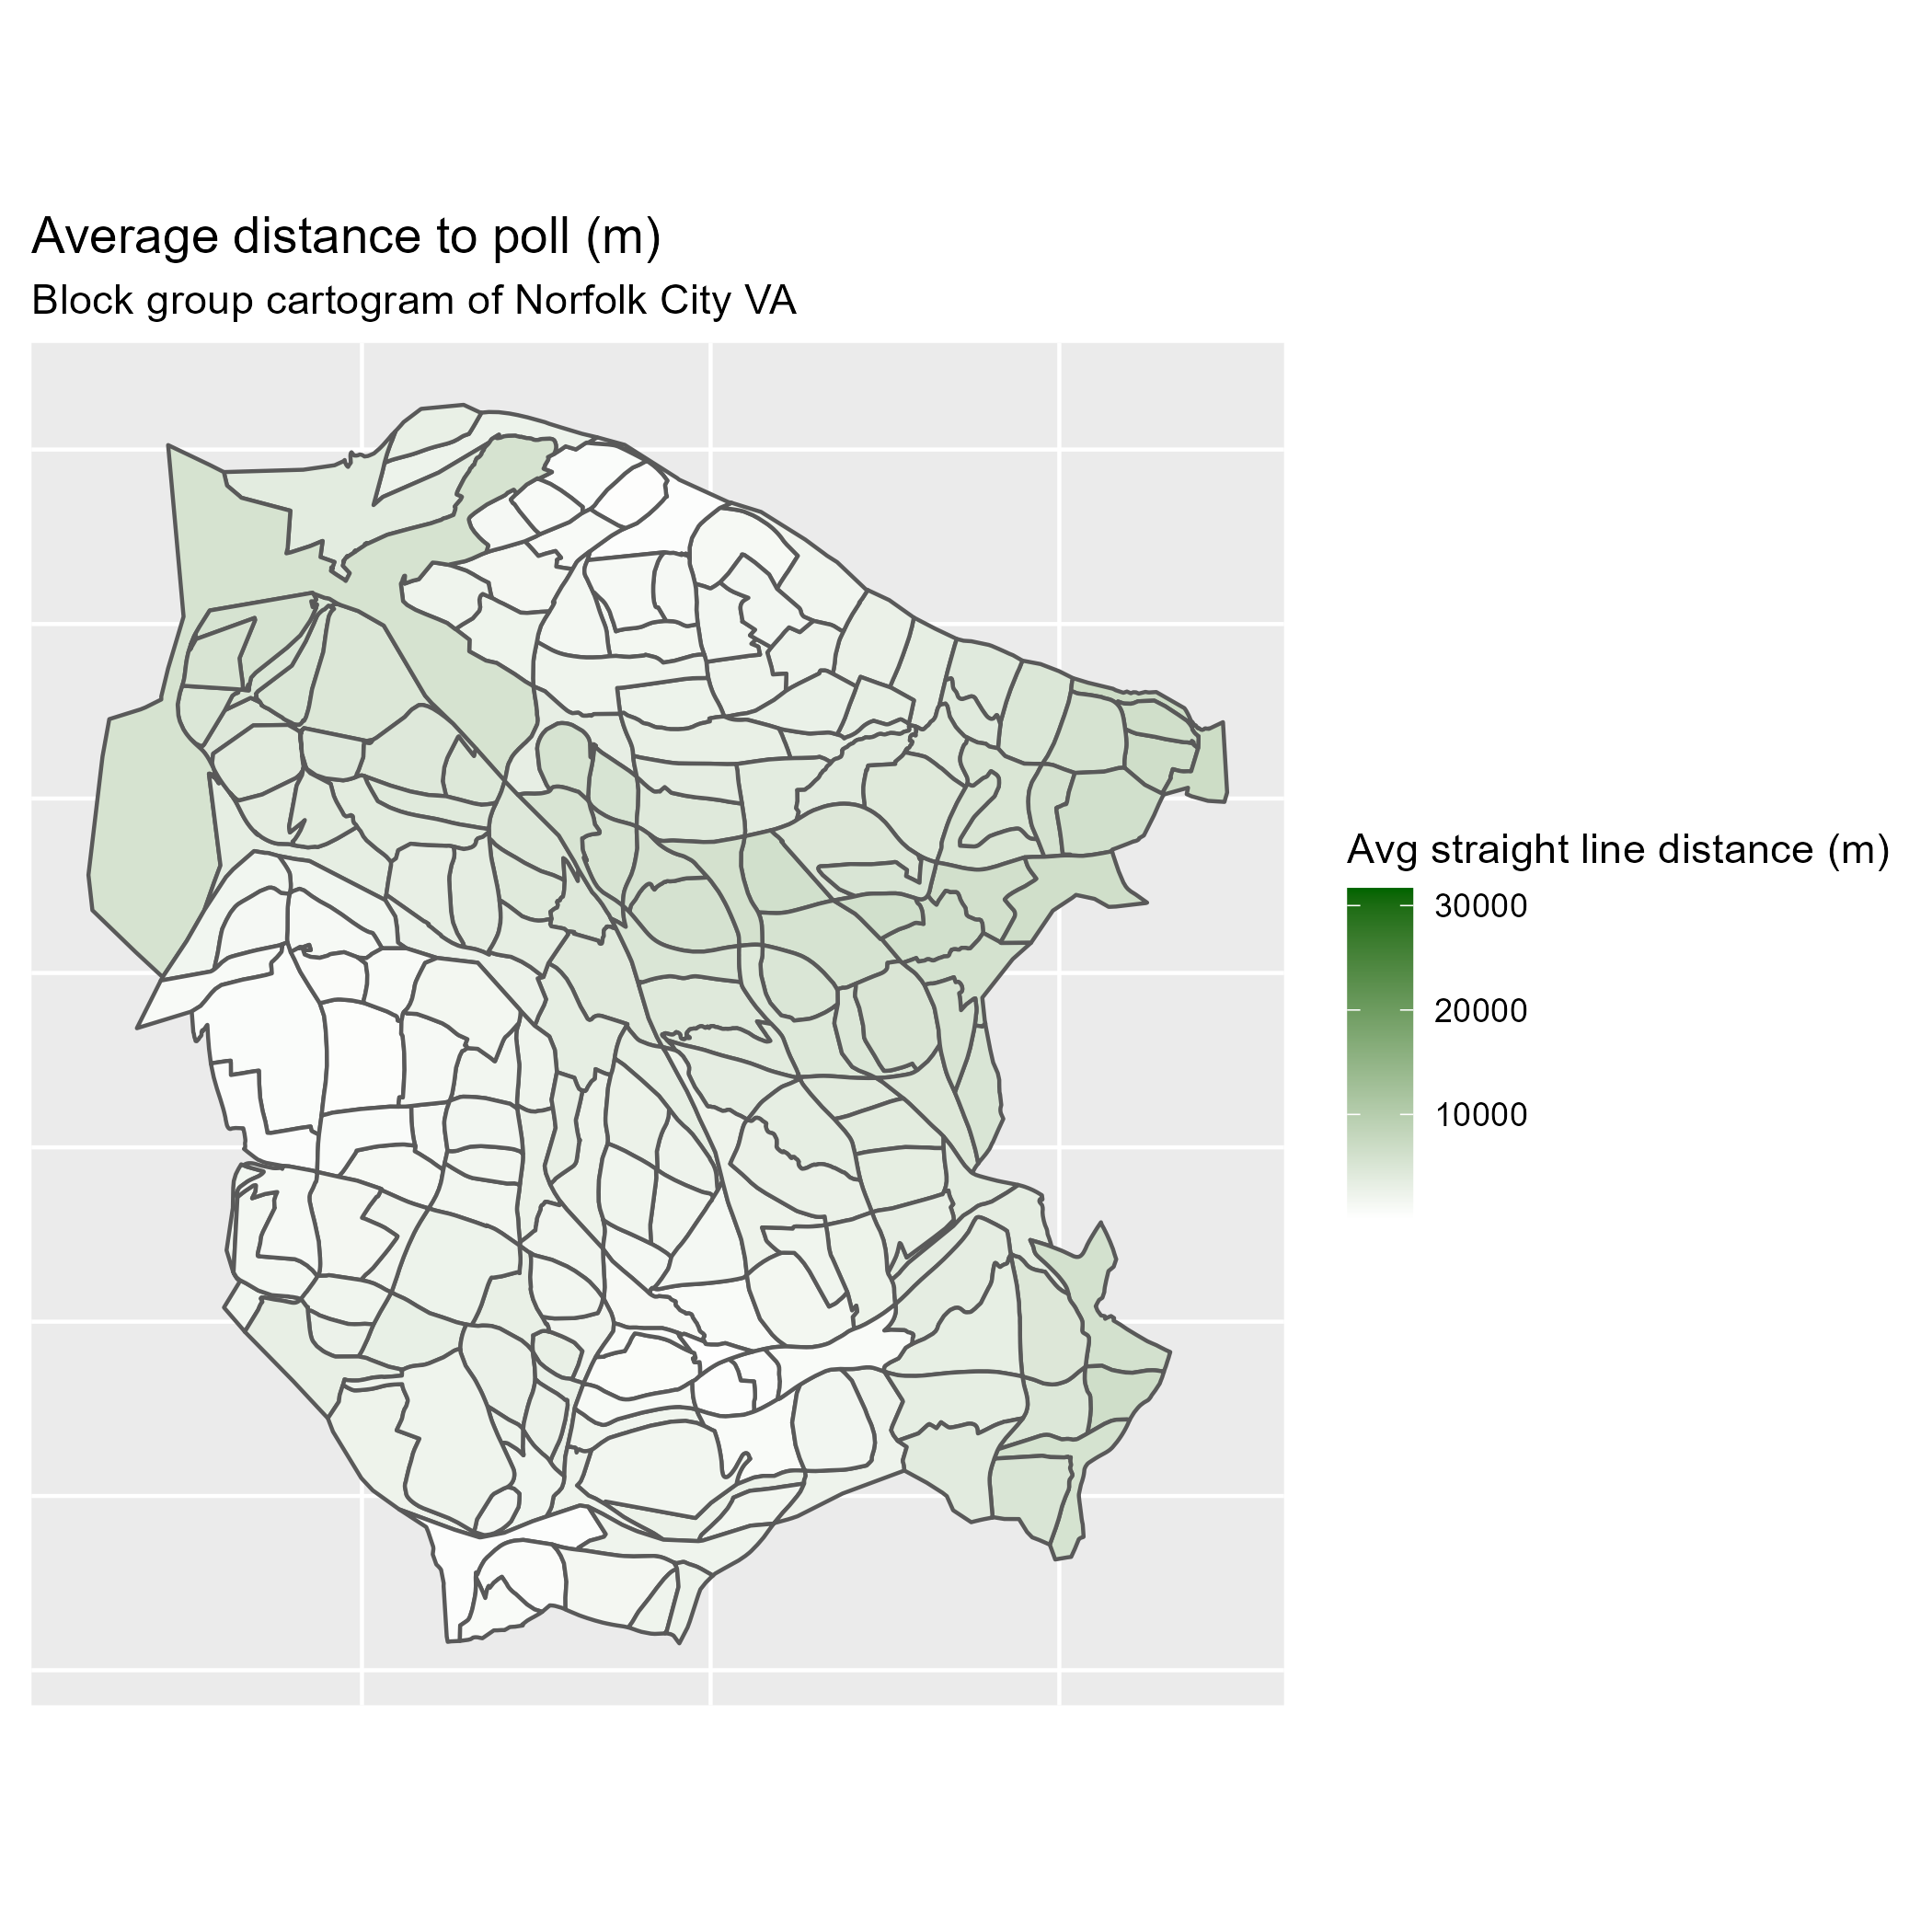 Average distance to poll (m)
Block group cartogram of Norfolk City VA
Avg straight line distance (m)
30000
20000
10000